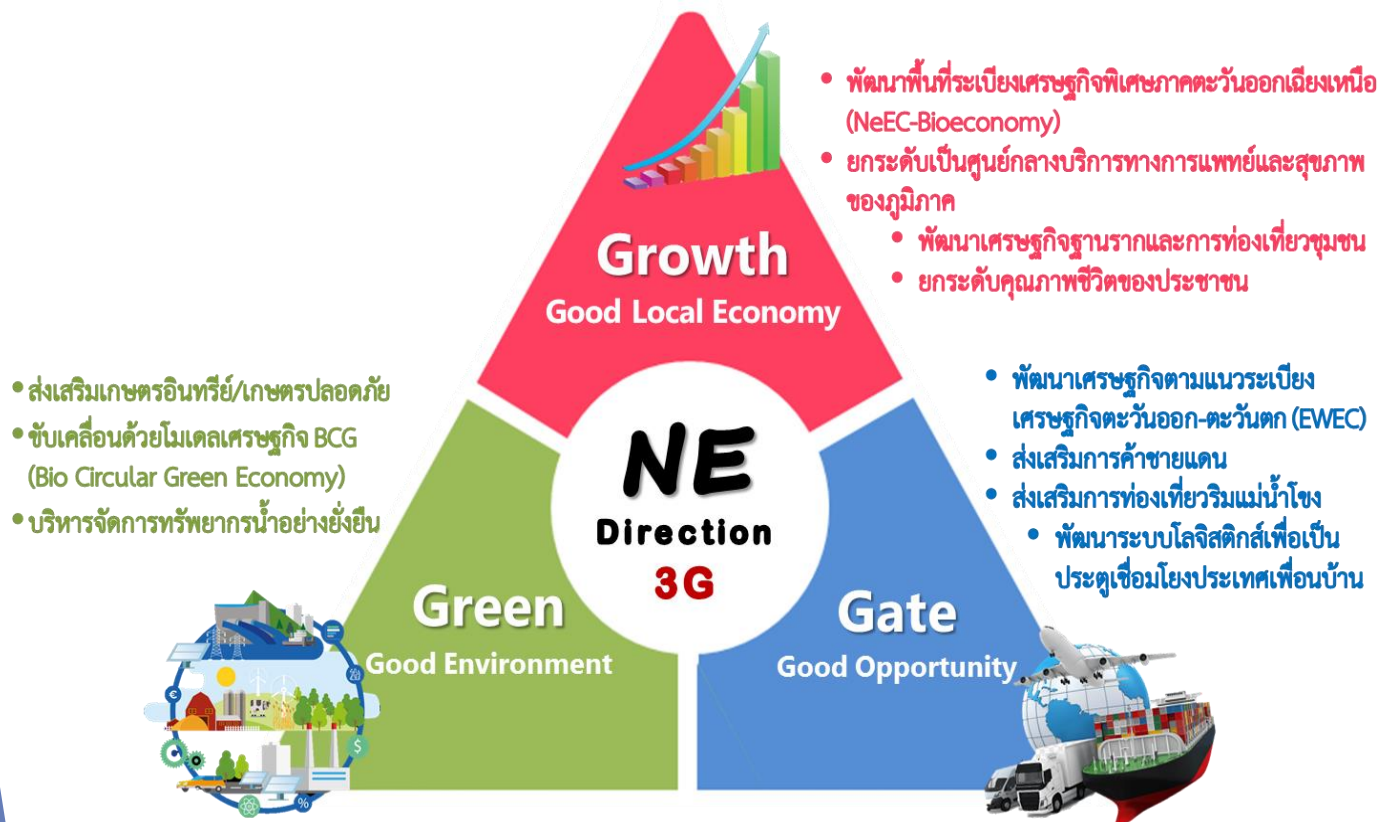 • พัฒนาพื้นที่ระเบียงเศรษฐกิจพิเศษภาคตะวันออกเฉียงเหนือ
(NeEC-Bioeconomy)
• ยกระดับเป็นศูนย์กลางบริการทางการแพทย์และสุขภาพ
ของภูมิภาค
• พัฒนาเศรษฐกิจฐานรากและการท่องเที่ยวชุมชน
• ยกระดับคุณภาพชีวิตของประชาชน
Growth
Good Local Economy
• ส่งเสริมเกษตรอินทรีย์/เกษตรปลอดภัย
• ขับเคลื่อนด้วยโมเดลเศรษฐกิจ BCG
(Bio Circular Green Economy)
• บริหารจัดการทรัพยากรน้ำอย่างยั่งยืน
NE
Direction
3G
• พัฒนาเศรษฐกิจตามแนวระเบียง
เศรษฐกิจตะวันออก-ตะวันตก (EWEC)
• ส่งเสริมการค้าชายแดน
• ส่งเสริมการท่องเที่ยวริมแม่น้ำโขง
• พัฒนาระบบโลจิสติกส์เพื่อเป็น
ประตูเชื่อมโยงประเทศเพื่อนบ้าน
Green
Good Environment
Gate
Good Opportunity